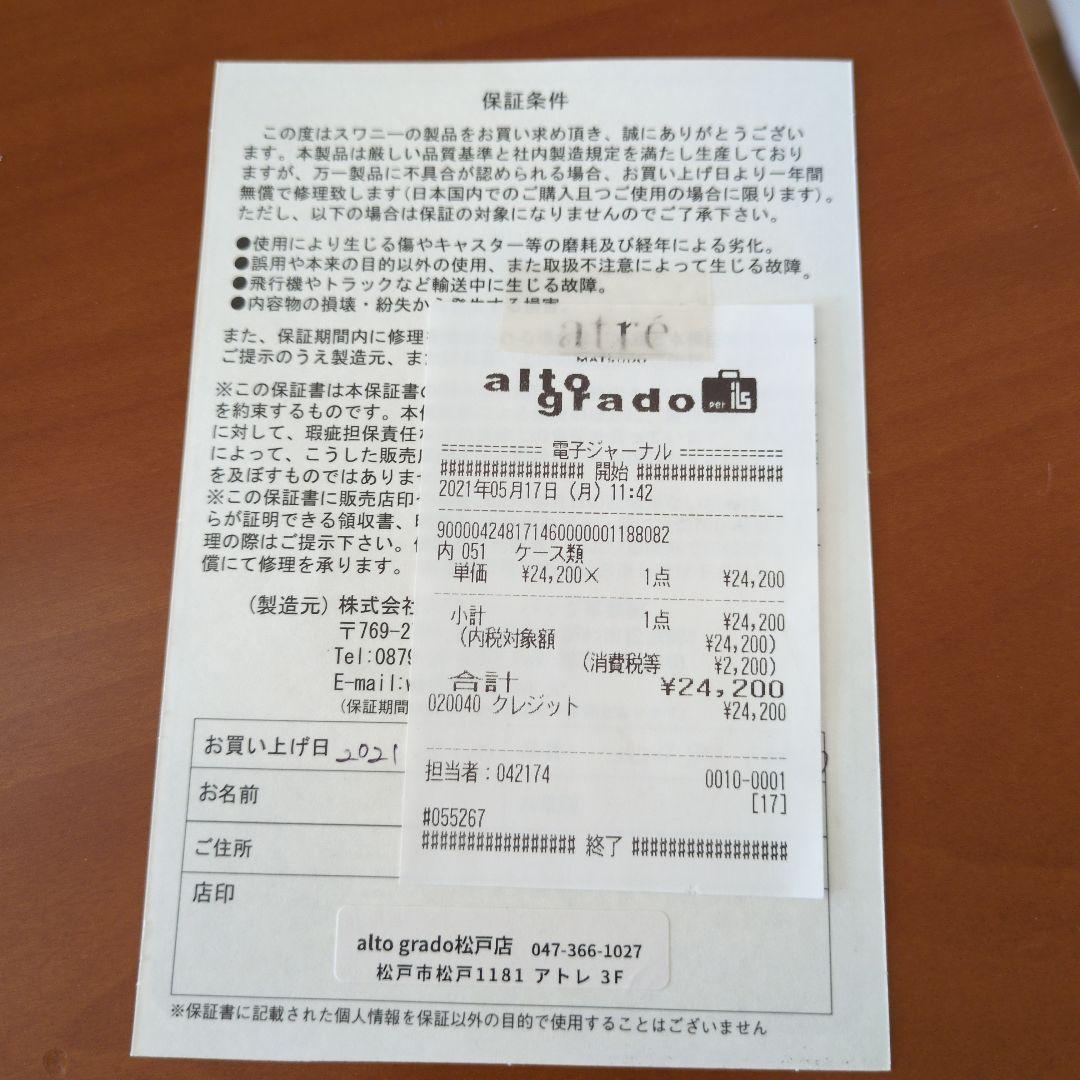 保証条件
この度はスワニーの製品をお買い求め頂き、誠にありがとうござい
ます。本製品は厳しい品質基準と社内製造規定を満たし生産しており
ますが、万一製品に不具合が認められる場合、お買い上げ日より一年間
無償で修理致します(日本国内でのご購入且つご使用の場合に限ります)。
ただし、以下の場合は保証の対象になりませんのでご了承下さい。
●使用により生じる傷やキャスター等の磨耗及び経年による劣化。
●誤用や本来の目的以外の使用、また取扱不注意によって生じる故障。
●飛行機やトラックなど輸送中に生じる故障。
●内容物の損壊・紛失から発生する損害。
また、保証期間内に修理
ご提示のうえ製造元、ま
※この保証書は本保証書
を約束するものです。本
に対して、瑕疵担保責任
によって、こうした販売
を及ぼすものではありま
※この保証書に販売店印
らが証明できる領収書、
理の際はご提示下さい。
償にて修理を承ります。
(製造元) 株式会
〒769-2
Tel:0879
E-mail:
(保証期間
お買い上げ日 2021
お名前
ご住所
店印
atré
alto
grado per ils
============ 電子ジャーナル ============
################ 開始 ################
2021年05月17日 (月) 11:42
9000042481714600000001188082
内 051 ケース類
単価 ¥24,200× 1点 ¥24,200
小計 1点 ¥24,200
(内税対象額 ¥24,200)
(消費税等 ¥2,200)
合計 ¥24,200
020040 クレジット ¥24,200
担当者:042174 0010-0001
[17]
#055267
################ 終了 ################
alto grado松戸店 047-366-1027
松戸市松戸1181 アトレ 3F
※保証書に記載された個人情報を保証以外の目的で使用することはございません